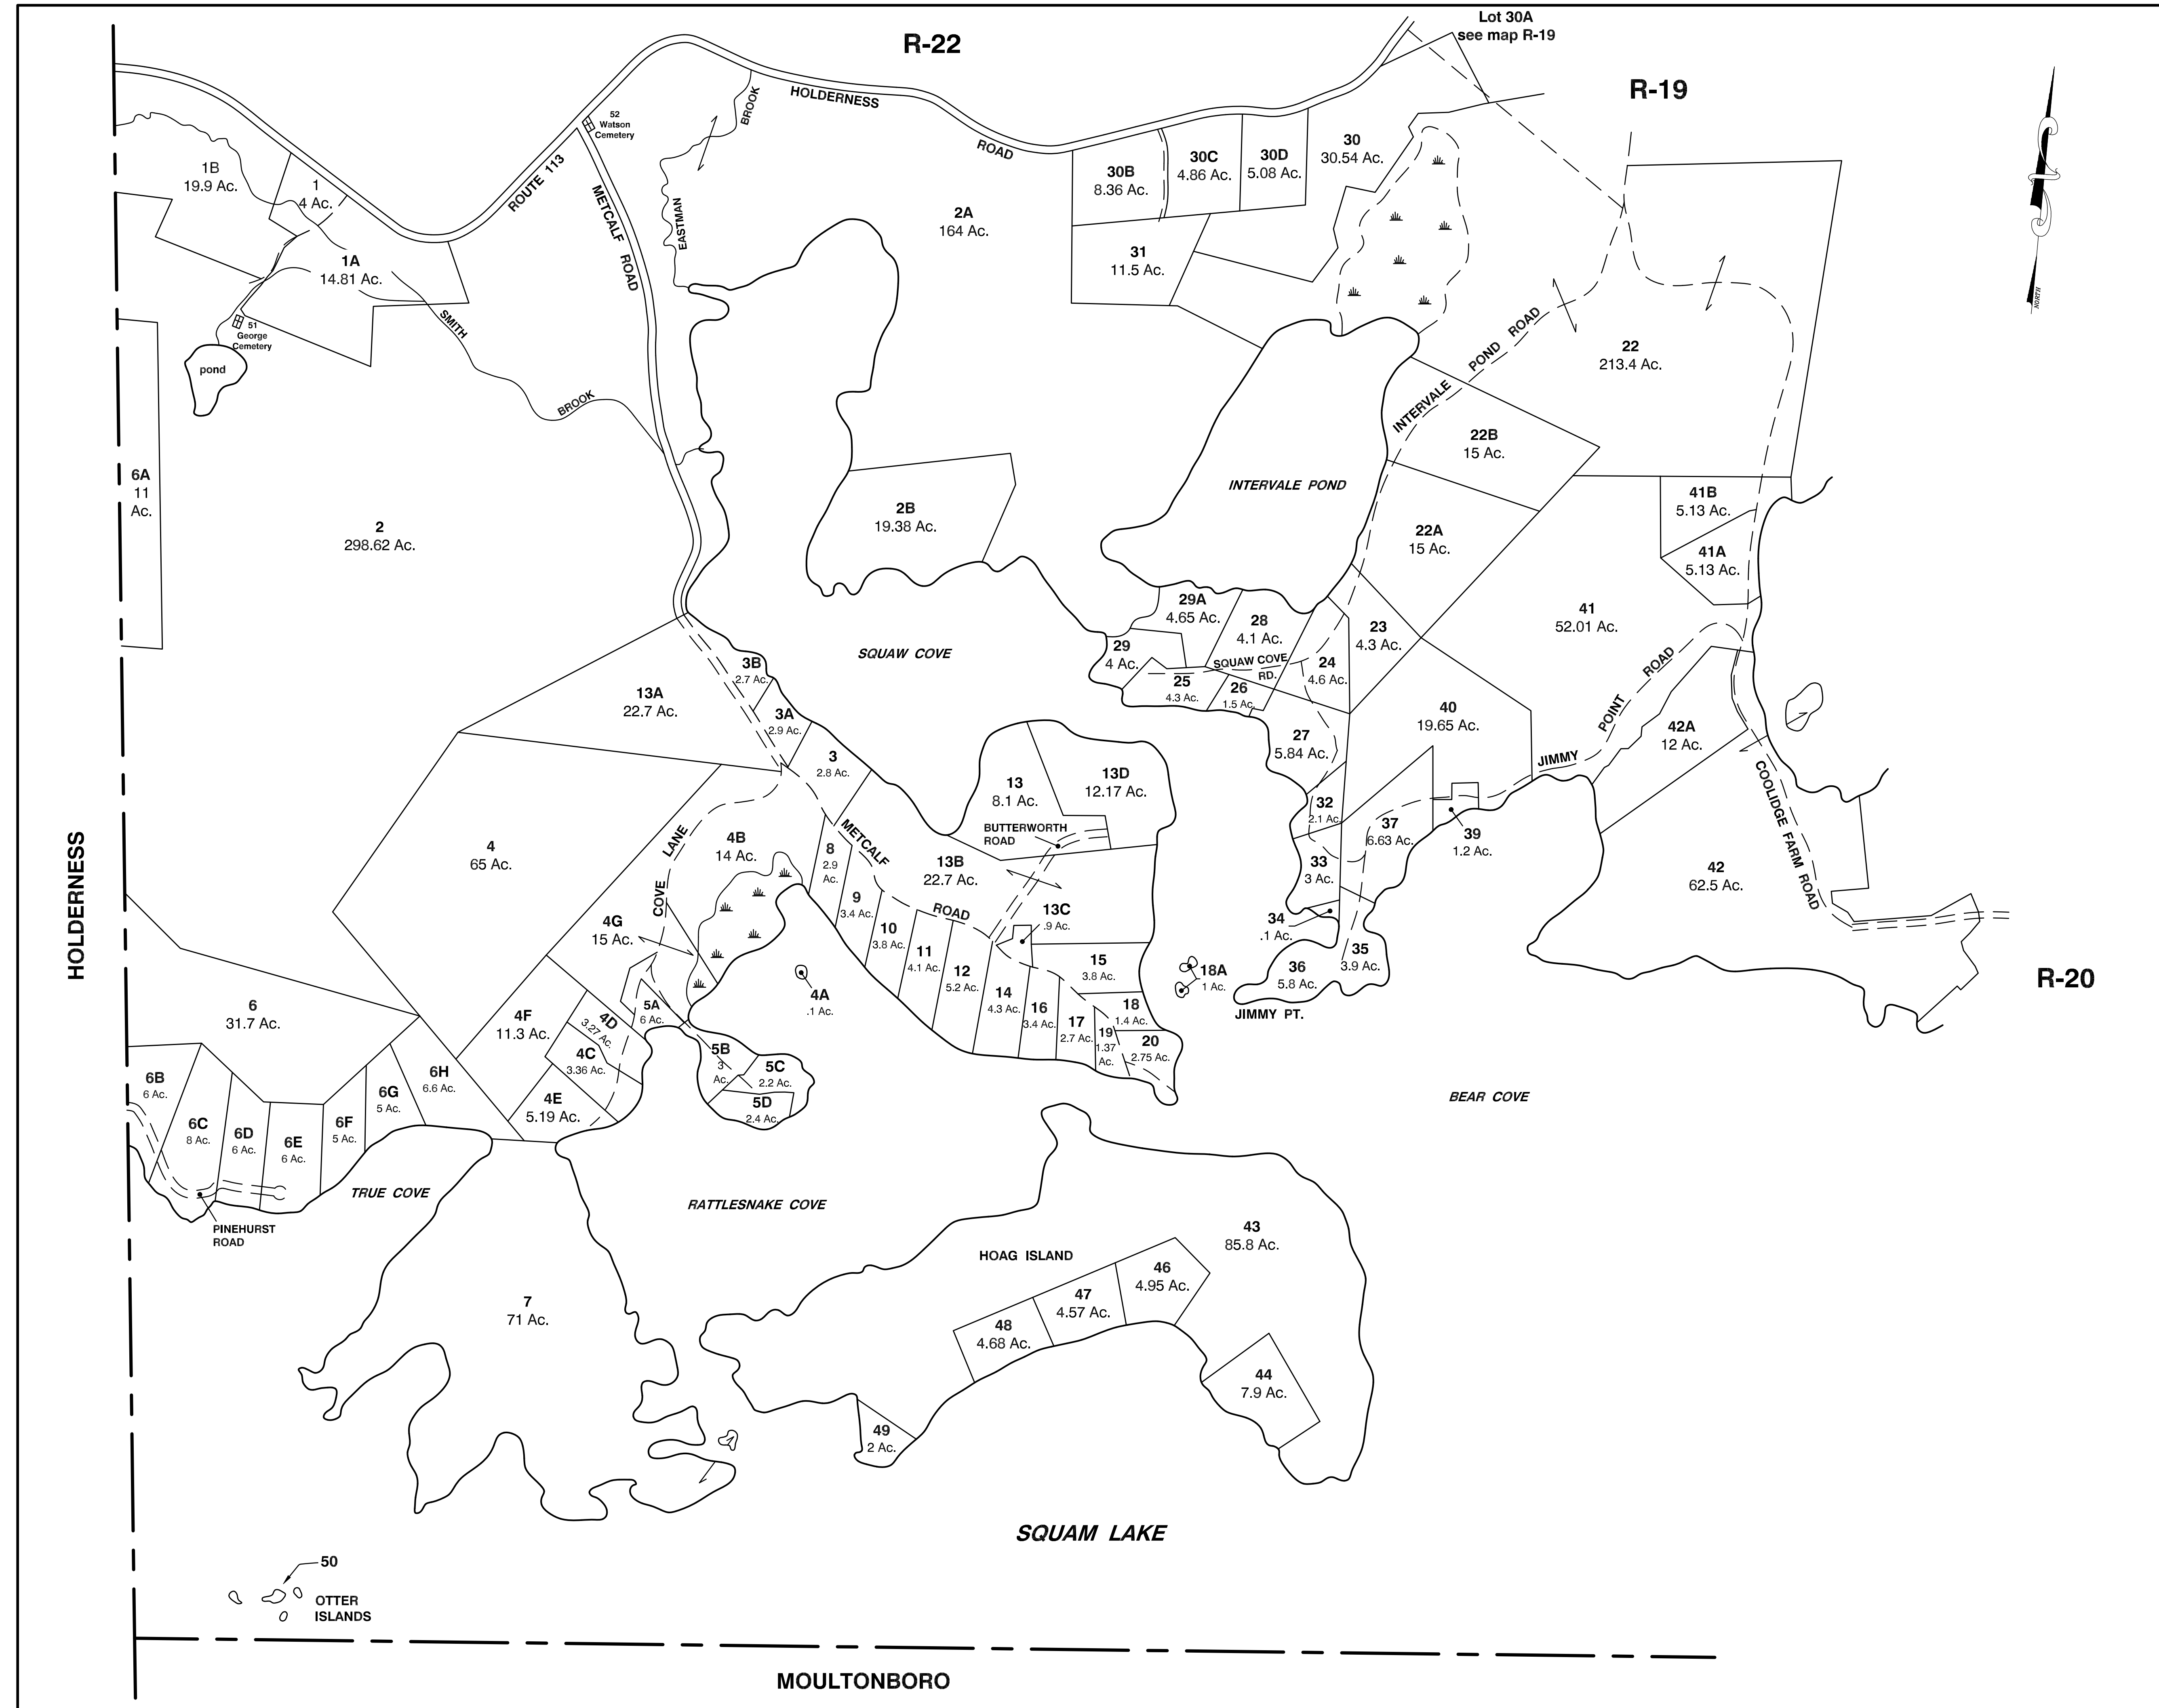 Lot 30A
see map R-19
R-22
R-19
NORTH
HOLDERNESS
ROAD
BROOK
EASTMAN
52
Watson
Cemetery
ROUTE 113
METCALF ROAD
1B
19.9 Ac.
1
4 Ac.
1A
14.81 Ac.
51
George
Cemetery
pond
SMITH
BROOK
2A
164 Ac.
30B
8.36 Ac.
30C
4.86 Ac.
30D
5.08 Ac.
30
30.54 Ac.
31
11.5 Ac.
INTERVALE POND ROAD
22
213.4 Ac.
22B
15 Ac.
22A
15 Ac.
INTERVALE POND
6A
11
Ac.
2
298.62 Ac.
2B
19.38 Ac.
41B
5.13 Ac.
41A
5.13 Ac.
41
52.01 Ac.
29A
4.65 Ac.
28
4.1 Ac.
23
4.3 Ac.
29
4 Ac.
SQUAW COVE
RD.
24
4.6 Ac.
25
4.3 Ac.
26
1.5 Ac.
SQUAW COVE
3B
2.7 Ac.
13A
22.7 Ac.
3A
2.9 Ac.
3
2.8 Ac.
27
5.84 Ac.
40
19.65 Ac.
JIMMY POINT ROAD
42A
12 Ac.
COOLIDGE FARM ROAD
13
8.1 Ac.
13D
12.17 Ac.
BUTTERWORTH
ROAD
32
2.1 Ac.
37
6.63 Ac.
39
1.2 Ac.
33
3 Ac.
42
62.5 Ac.
HOLDERNESS
4
65 Ac.
COVE LANE
4B
14 Ac.
METCALF
ROAD
8
2.9
Ac.
13B
22.7 Ac.
9
3.4 Ac.
10
3.8 Ac.
11
4.1 Ac.
12
5.2 Ac.
13C
.9 Ac.
34
.1 Ac.
35
3.9 Ac.
36
5.8 Ac.
JIMMY PT.
4G
15 Ac.
15
3.8 Ac.
18A
1 Ac.
R-20
4A
.1 Ac.
14
4.3 Ac.
16
3.4 Ac.
17
2.7 Ac.
18
1.4 Ac.
19
1.37
Ac.
20
2.75 Ac.
6
31.7 Ac.
4F
11.3 Ac.
4D
3.27 Ac.
5A
6 Ac.
4C
3.36 Ac.
5B
3
Ac.
5C
2.2 Ac.
5D
2.4 Ac.
4E
5.19 Ac.
6B
6 Ac.
6C
8 Ac.
6D
6 Ac.
6E
6 Ac.
6F
5 Ac.
6G
5 Ac.
6H
6.6 Ac.
BEAR COVE
TRUE COVE
RATTLESNAKE COVE
PINEHURST
ROAD
HOAG ISLAND
43
85.8 Ac.
7
71 Ac.
46
4.95 Ac.
47
4.57 Ac.
48
4.68 Ac.
44
7.9 Ac.
49
2 Ac.
SQUAM LAKE
50
OTTER
ISLANDS
MOULTONBORO